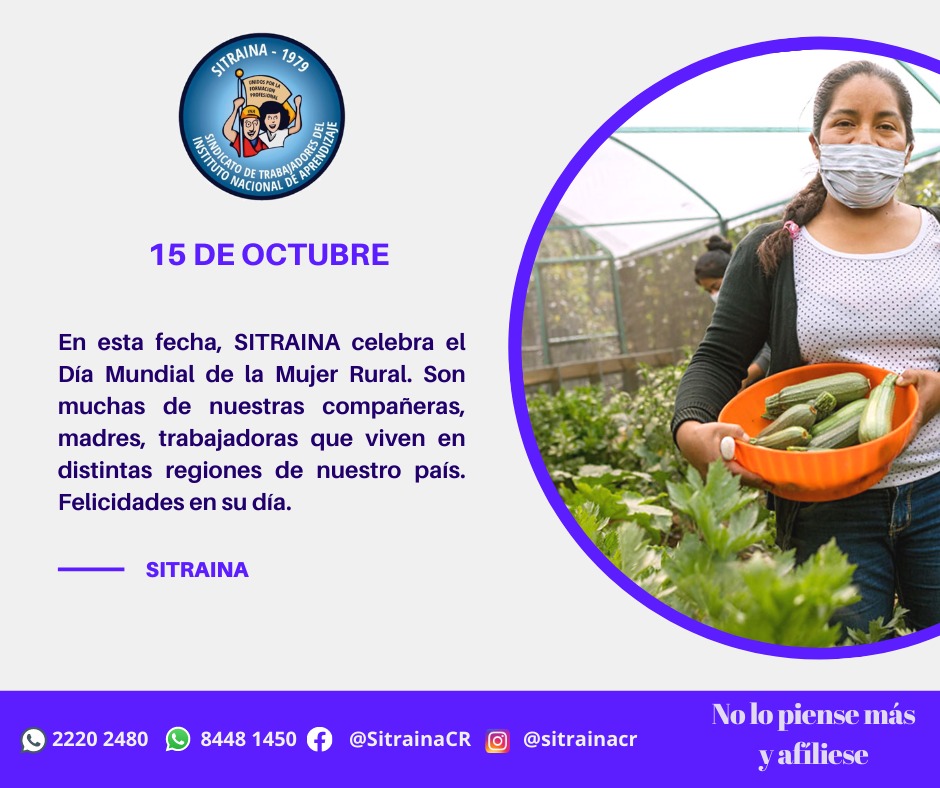 SITRAINA - 1979
UNIDOS POR LA
FORMACION
PROFESIONAL
SINDICATO DE TRABAJADORES DEL
INSTITUTO NACIONAL DE APRENDIZAJE
15 DE OCTUBRE
En esta fecha, SITRAINA celebra el
Día Mundial de la Mujer Rural. Son
muchas de nuestras compañeras,
madres, trabajadoras que viven en
distintas regiones de nuestro país.
Felicidades en su día.
SITRAINA
2220 2480 8448 1450 @SitrainaCR @sitrainacr
No lo piense más
y afíliese